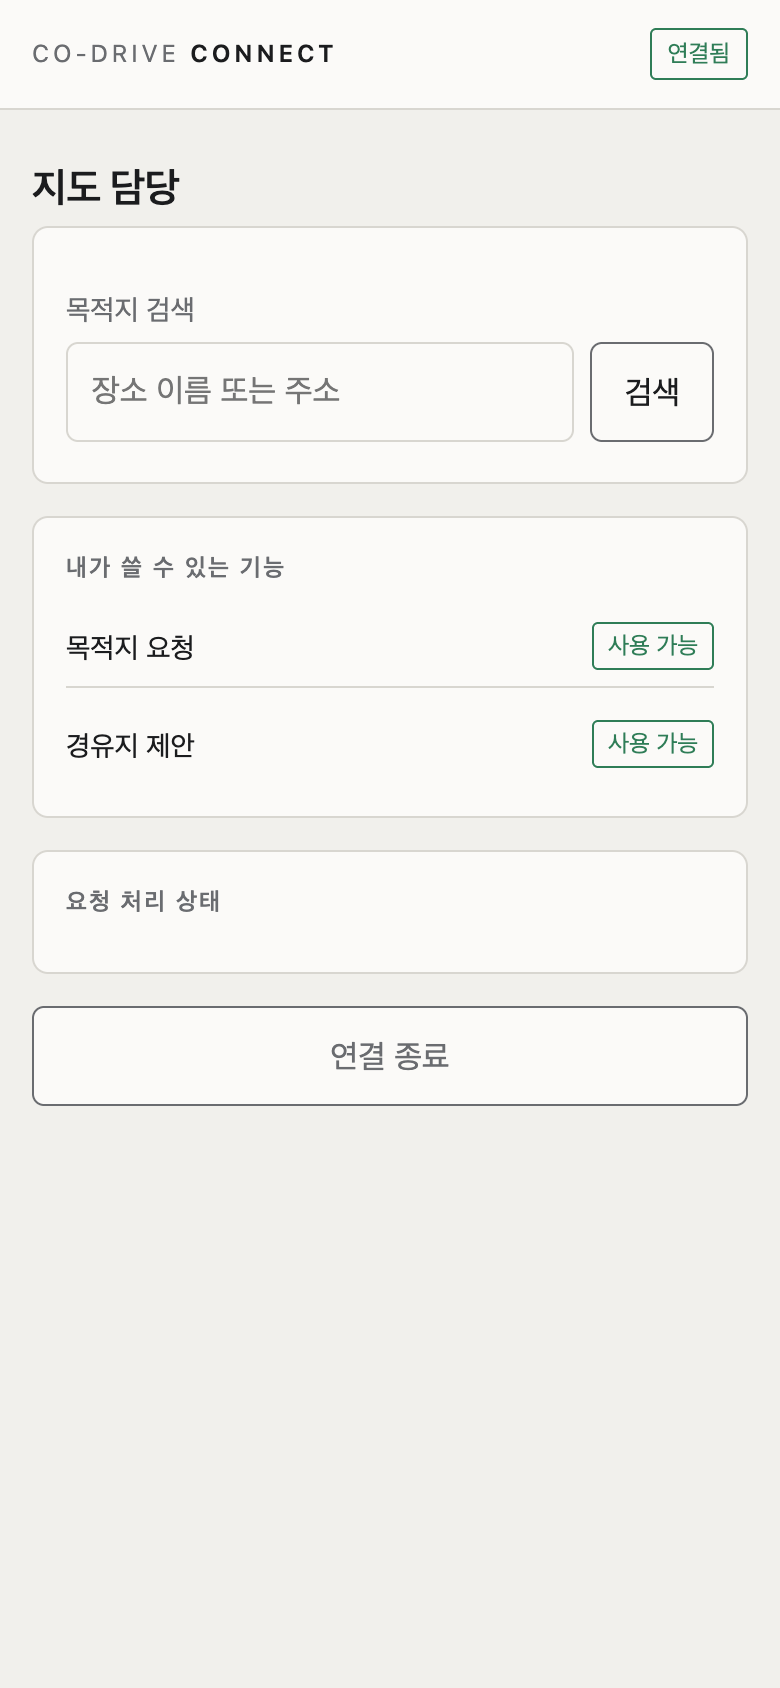 CO-DRIVE CONNECT
연결됨
지도 담당
목적지 검색
장소 이름 또는 주소
검색
내가 쓸 수 있는 기능
목적지 요청
사용 가능
경유지 제안
사용 가능
요청 처리 상태
연결 종료